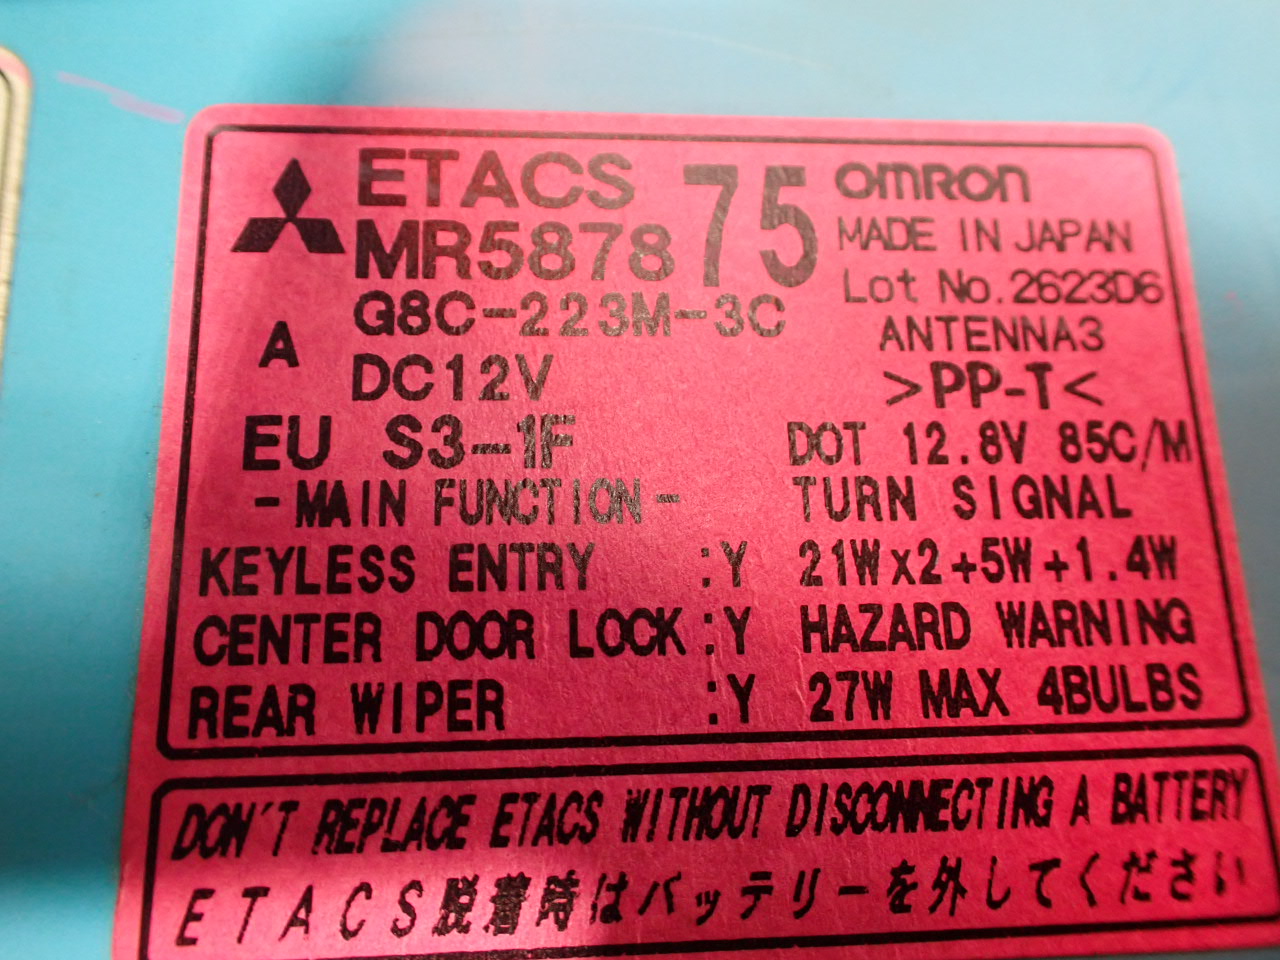 ETACS 75 OMRON
MR5878 MADE IN JAPAN
G8C-223M-3C Lot No. 2623D6
A ANTENNA3
DC12V >PP-T<
EU S3-1F DOT 12.8V 85C/M
-MAIN FUNCTION- TURN SIGNAL
KEYLESS ENTRY :Y 21W×2+5W+1.4W
CENTER DOOR LOCK :Y HAZARD WARNING
REAR WIPER :Y 27W MAX 4BULBS
DON'T REPLACE ETACS WITHOUT DISCONNECTING A BATTERY
ETACS脱着時はバッテリーを外してください